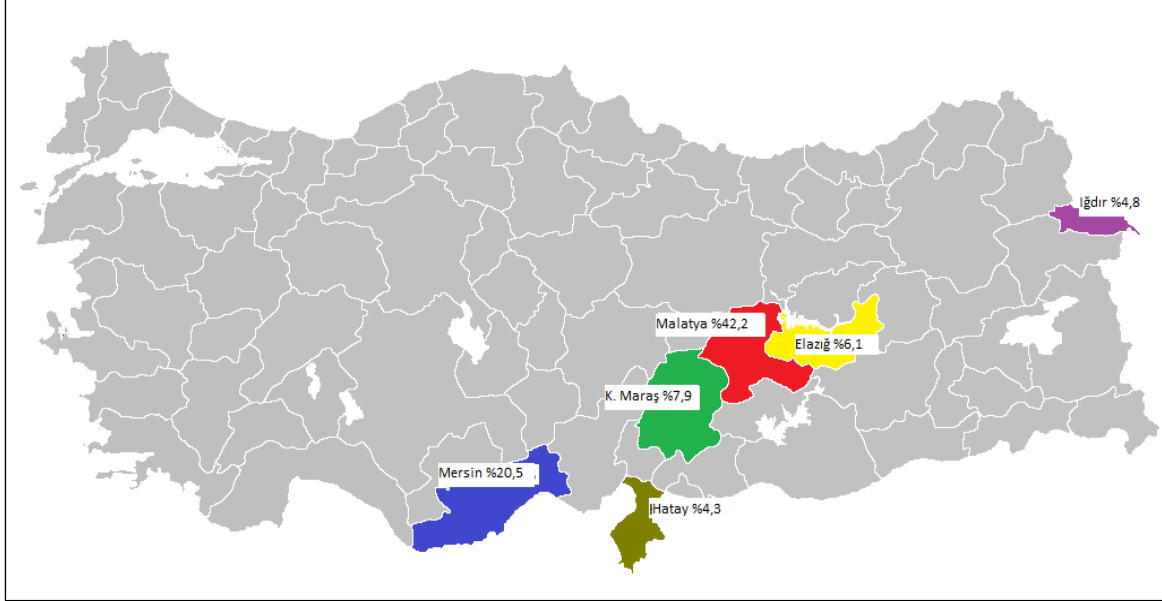 Iğdır %4,8
Malatya %42,2
Elazığ %6,1
K. Maraş %7,9
Mersin %20,5
Hatay %4,3